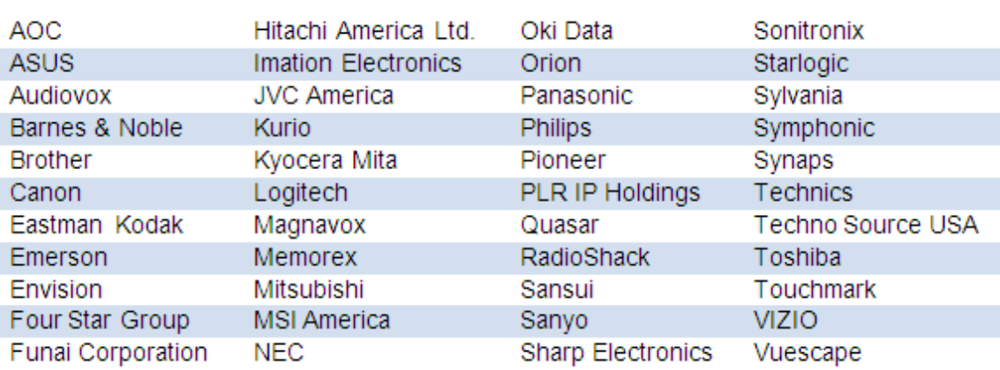 AOC Hitachi America Ltd. Oki Data Sonitronix
ASUS Imation Electronics Orion Starlogic
Audiovox JVC America Panasonic Sylvania
Barnes & Noble Kurio Philips Symphonic
Brother Kyocera Mita Pioneer Synaps
Canon Logitech PLR IP Holdings Technics
Eastman Kodak Magnavox Quasar Techno Source USA
Emerson Memorex RadioShack Toshiba
Envision Mitsubishi Sansui Touchmark
Four Star Group MSI America Sanyo VIZIO
Funai Corporation NEC Sharp Electronics Vuescape